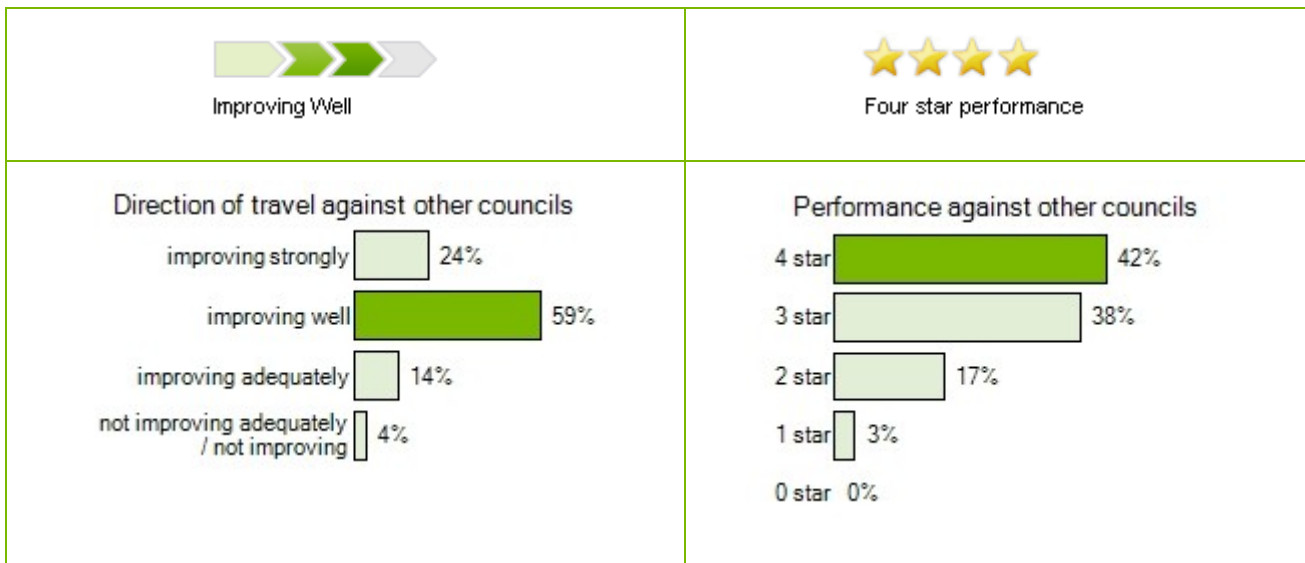 Improving Well
Four star performance
Direction of travel against other councils
improving strongly 24%
improving well 59%
improving adequately 14%
not improving adequately
/ not improving 4%
Performance against other councils
4 star 42%
3 star 38%
2 star 17%
1 star 3%
0 star 0%